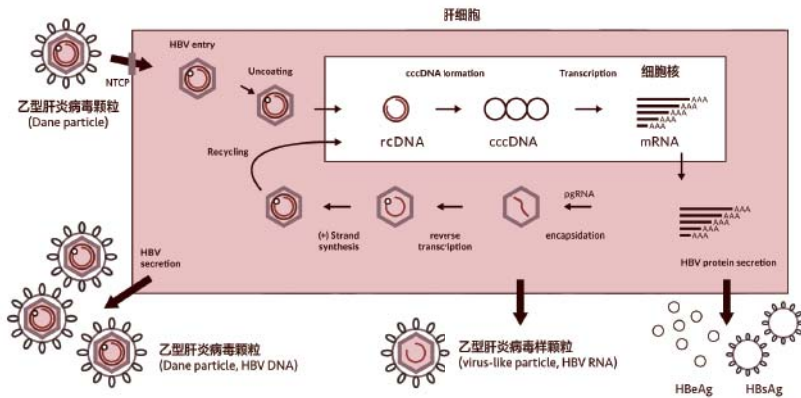 肝细胞
HBV entry
NTCP
乙型肝炎病毒颗粒
(Dane particle)
Uncoating
cccDNA lormation
Transcription
细胞核
AAA
AAA
AAA
AAA
AAA
rcDNA
cccDNA
mRNA
Recycling
(+) Strand
synthesis
reverse
transcription
pgRNA
encapsidation
AAA
AAA
AAA
AAA
AAA
HBV
secretion
HBV protein secretion
乙型肝炎病毒颗粒
(Dane particle, HBV DNA)
乙型肝炎病毒样颗粒
(virus-like particle, HBV RNA)
HBeAg
HBsAg